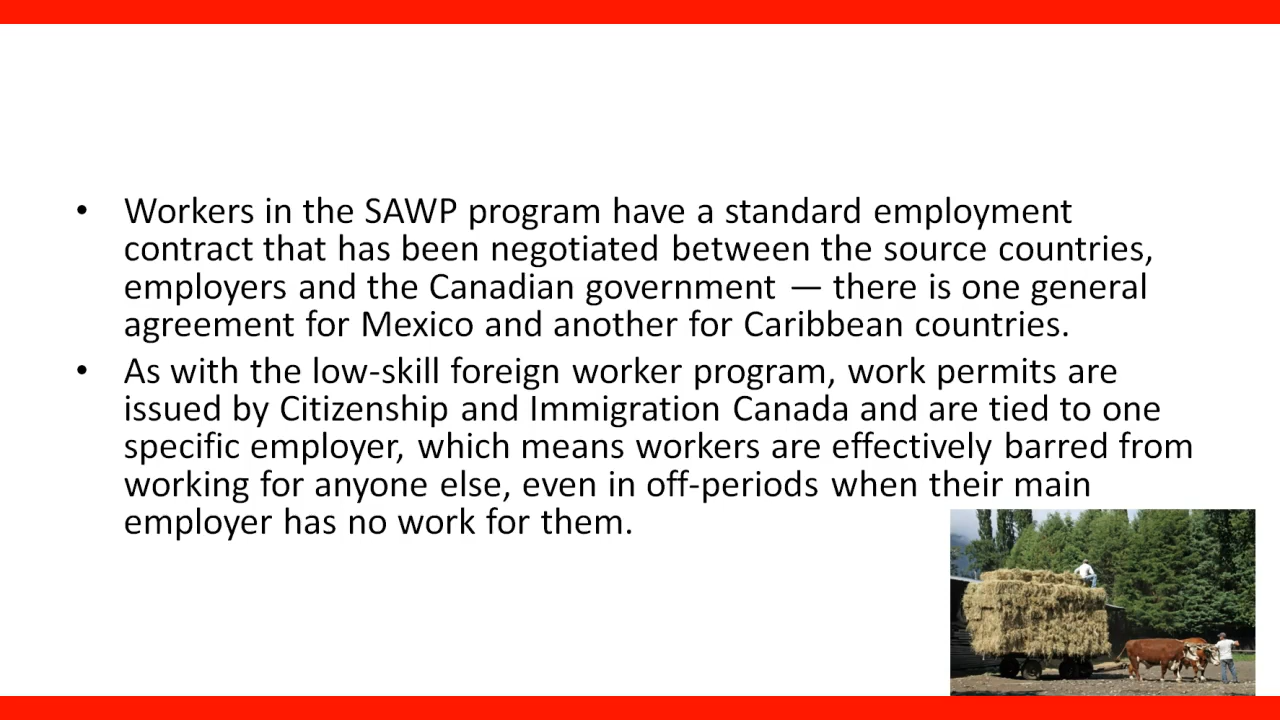 • Workers in the SAWP program have a standard employment
contract that has been negotiated between the source countries,
employers and the Canadian government — there is one general
agreement for Mexico and another for Caribbean countries.
• As with the low-skill foreign worker program, work permits are
issued by Citizenship and Immigration Canada and are tied to one
specific employer, which means workers are effectively barred from
working for anyone else, even in off-periods when their main
employer has no work for them.